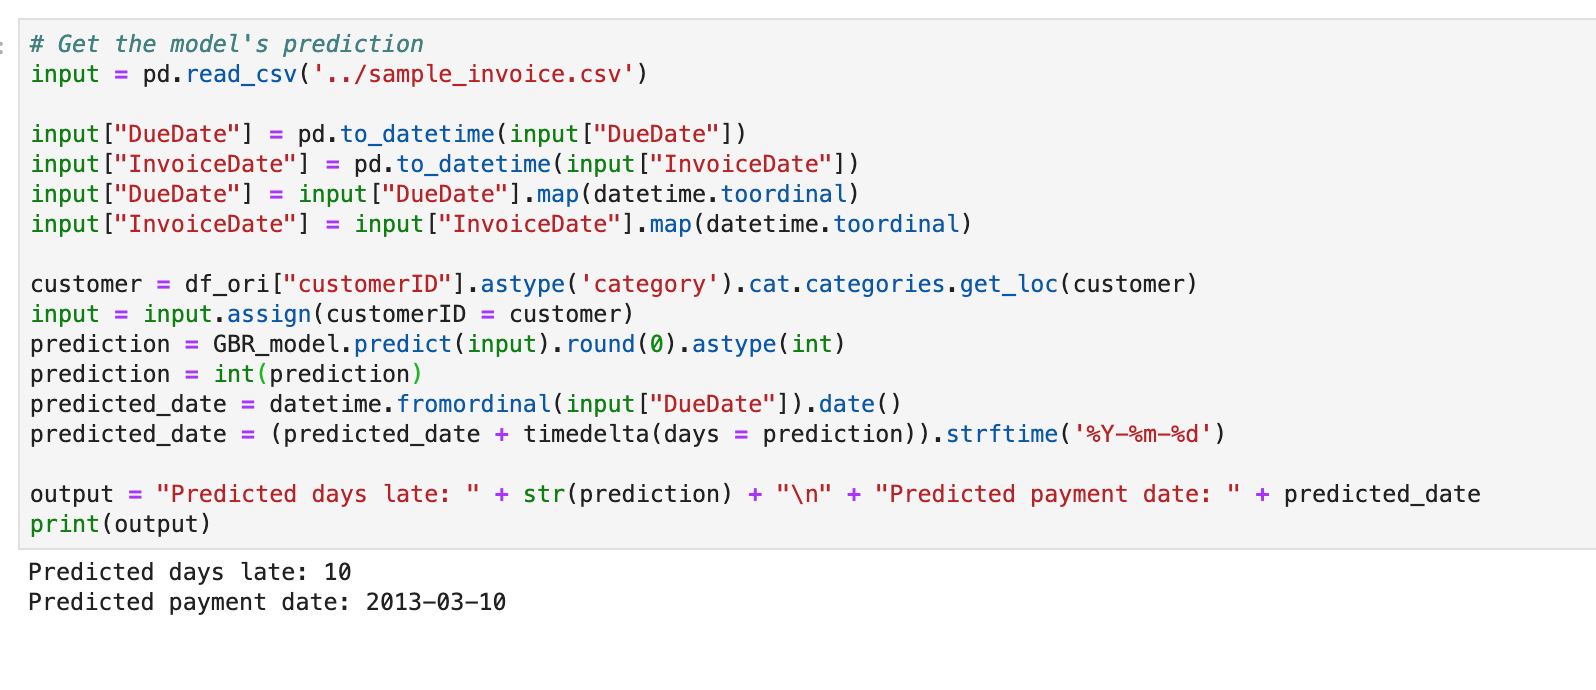 # Get the model's prediction
input = pd.read_csv('../sample_invoice.csv')
input["DueDate"] = pd.to_datetime(input["DueDate"])
input["InvoiceDate"] = pd.to_datetime(input["InvoiceDate"])
input["DueDate"] = input["DueDate"].map(datetime.toordinal)
input["InvoiceDate"] = input["InvoiceDate"].map(datetime.toordinal)
customer = df_ori["customerID"].astype('category').cat.categories.get_loc(customer)
input = input.assign(customerID = customer)
prediction = GBR_model.predict(input).round(0).astype(int)
prediction = int(prediction)
predicted_date = datetime.fromordinal(input["DueDate"]).date()
predicted_date = (predicted_date + timedelta(days = prediction)).strftime('%Y-%m-%d')
output = "Predicted days late: " + str(prediction) + "\n" + "Predicted payment date: " + predicted_date
print(output)
Predicted days late: 10
Predicted payment date: 2013-03-10